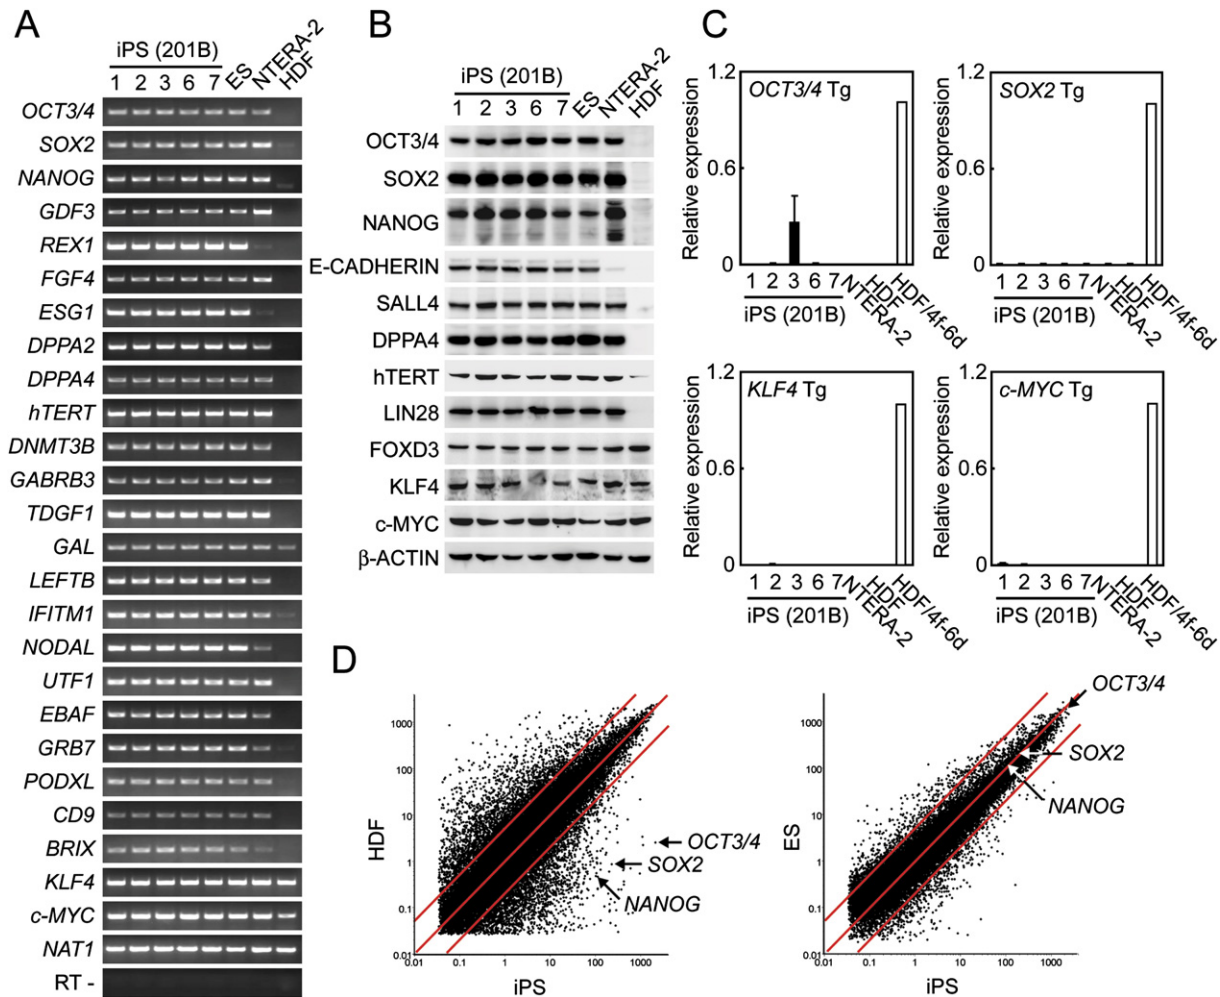 A
iPS (201B)
1 2 3 6 7 ES NTERA-2 HDF
OCT3/4
SOX2
NANOG
GDF3
REX1
FGF4
ESG1
DPPA2
DPPA4
hTERT
DNMT3B
GABRB3
TDGF1
GAL
LEFTB
IFITM1
NODAL
UTF1
EBAF
GRB7
PODXL
CD9
BRIX
KLF4
c-MYC
NAT1
RT -
B
iPS (201B)
1 2 3 6 7 ES NTERA-2 HDF
OCT3/4
SOX2
NANOG
E-CADHERIN
SALL4
DPPA4
hTERT
LIN28
FOXD3
KLF4
c-MYC
β-ACTIN
C
Relative expression
1.2
0.6
0
OCT3/4 Tg
1 2 3 6 7 NTERA-2 HDF HDF/4f-6d
iPS (201B)
Relative expression
1.2
0.6
0
SOX2 Tg
1 2 3 6 7 NTERA-2 HDF HDF/4f-6d
iPS (201B)
Relative expression
1.2
0.6
0
KLF4 Tg
1 2 3 6 7 NTERA-2 HDF HDF/4f-6d
iPS (201B)
Relative expression
1.2
0.6
0
c-MYC Tg
1 2 3 6 7 NTERA-2 HDF HDF/4f-6d
iPS (201B)
D
HDF
1000
100
10
1
0.1
0.01
0.01 0.1 1 10 100 1000
iPS
OCT3/4
SOX2
NANOG
ES
1000
100
10
1
0.1
0.01
0.01 0.1 1 10 100 1000
iPS
OCT3/4
SOX2
NANOG